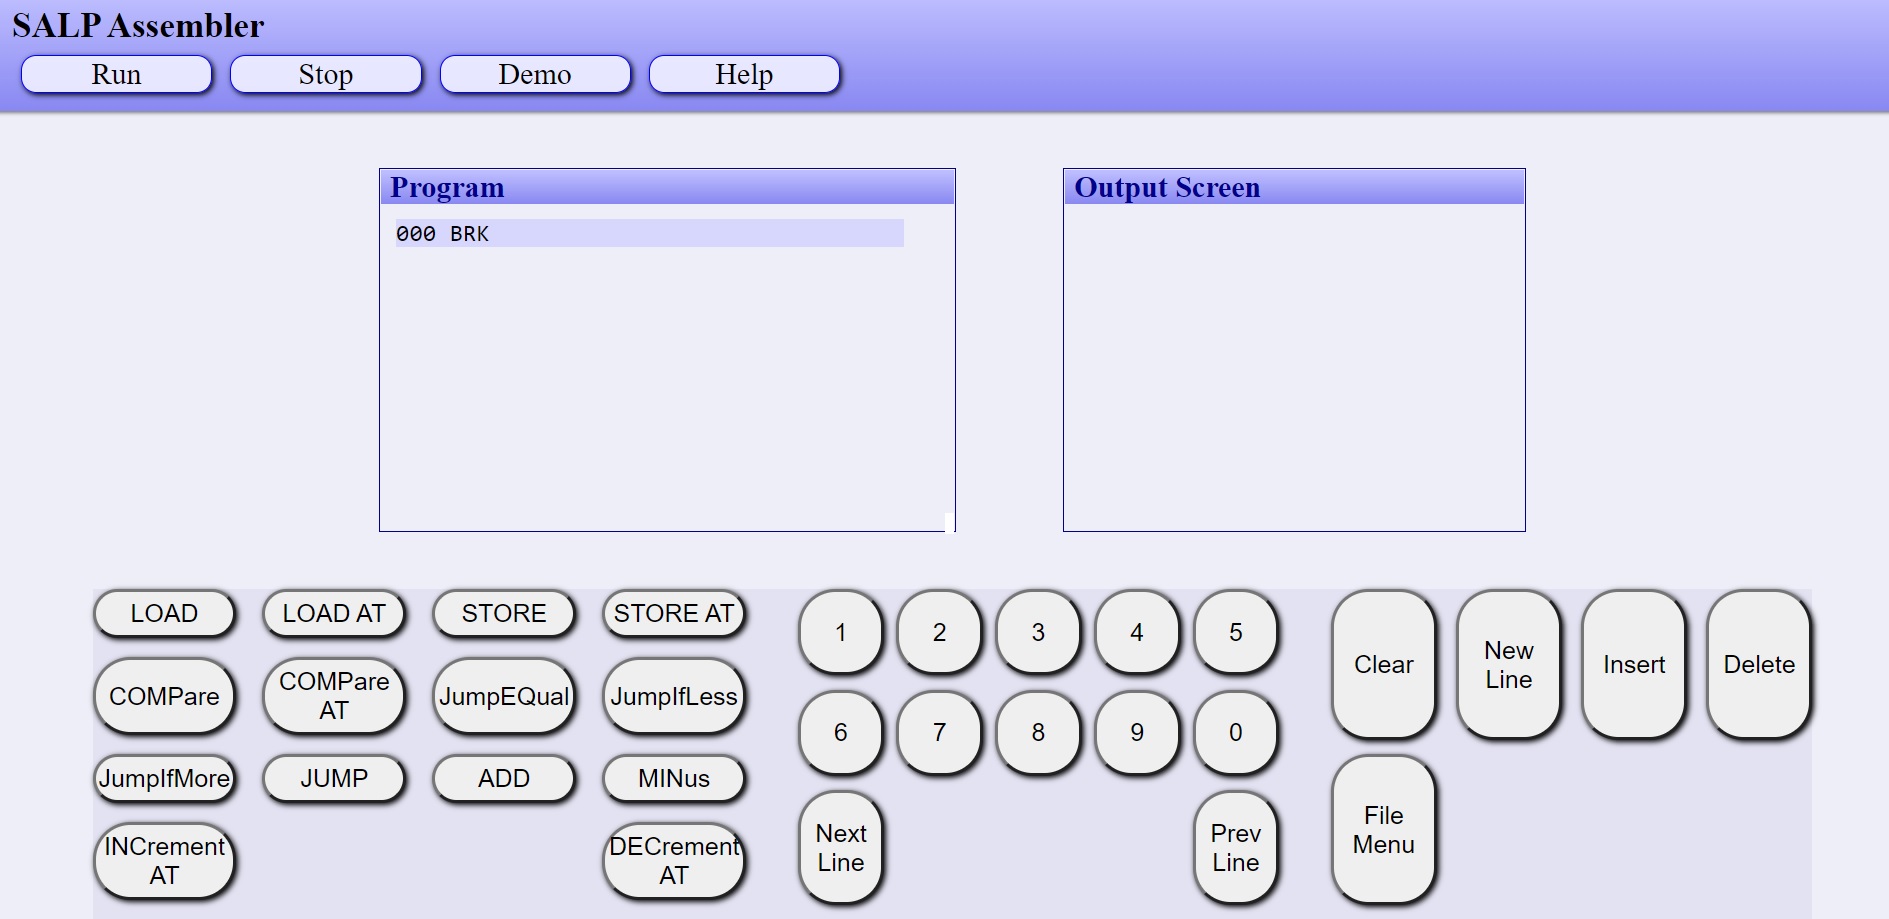 SALP Assembler
Run Stop Demo Help
Program
000 BRK
Output Screen
LOAD LOAD AT STORE STORE AT
COMPare COMPare AT JumpEQual JumpIfLess
JumpIfMore JUMP ADD MINus
INCrement AT DECrement AT
1 2 3 4 5
6 7 8 9 0
Next Line Prev Line
Clear New Line Insert Delete
File Menu